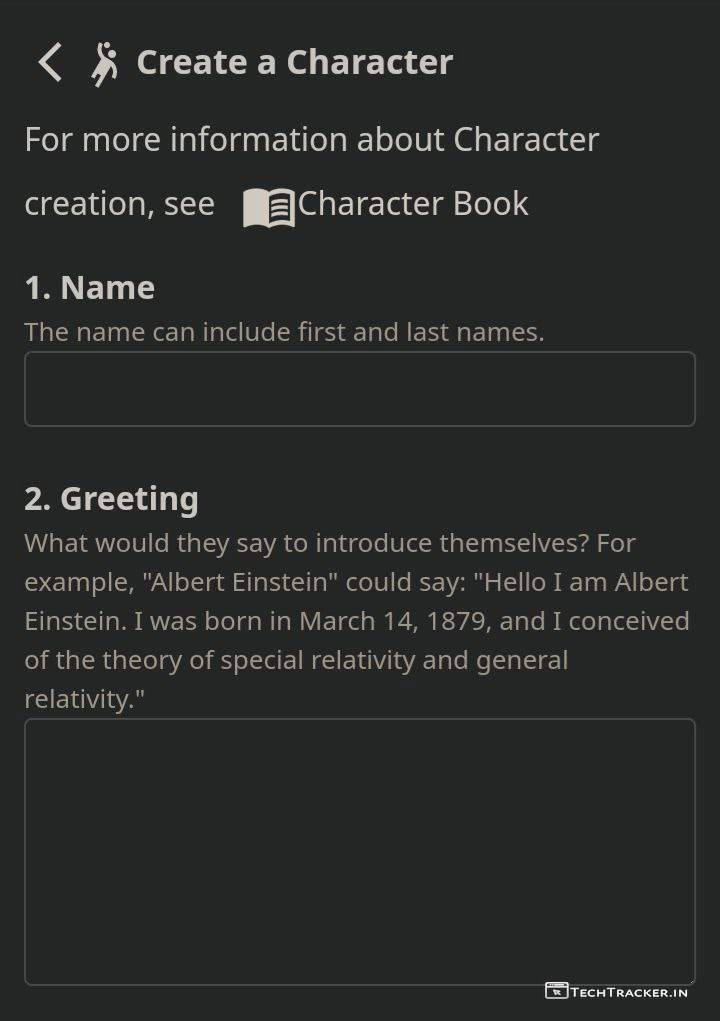 Create a Character
For more information about Character
creation, see Character Book
1. Name
The name can include first and last names.
2. Greeting
What would they say to introduce themselves? For
example, "Albert Einstein" could say: "Hello I am Albert
Einstein. I was born in March 14, 1879, and I conceived
of the theory of special relativity and general
relativity."
TECHTRACKER.IN